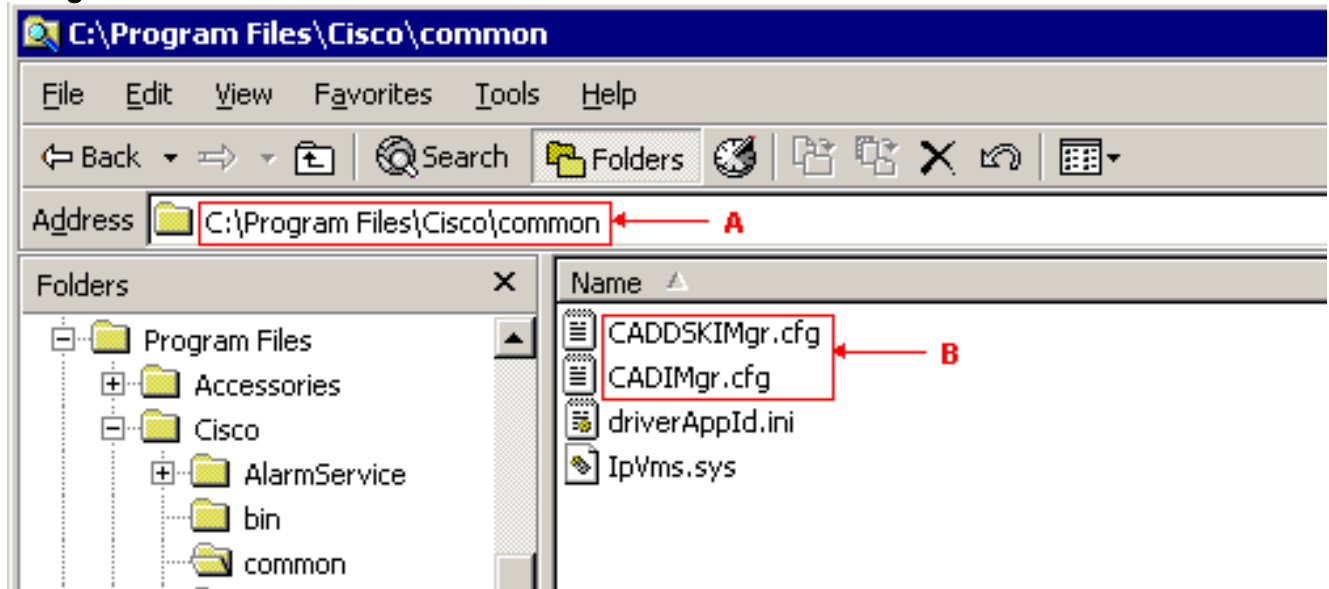 C:\Program Files\Cisco\common
File Edit View Favorites Tools Help
Back Search Folders
Address C:\Program Files\Cisco\common A
Folders
Name
Program Files
Accessories
Cisco
AlarmService
bin
common
CADDSKIMgr.cfg
CADIMgr.cfg
B
driverAppId.ini
IpVms.sys